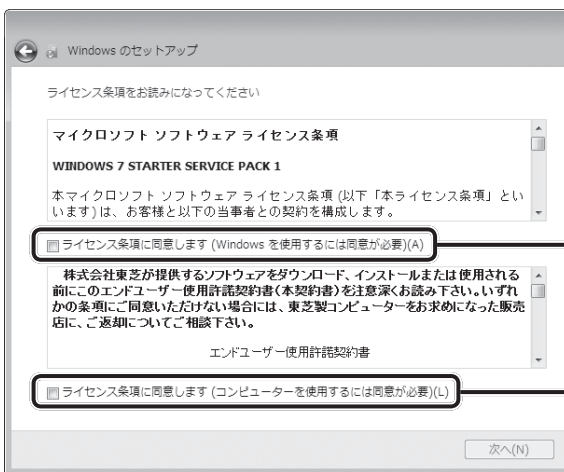 Windows のセットアップ
ライセンス条項をお読みになってください
マイクロソフト ソフトウェア ライセンス条項
WINDOWS 7 STARTER SERVICE PACK 1
本マイクロソフト ソフトウェア ライセンス条項 (以下「本ライセンス条項」とい
います) は、お客様と以下の当事者との契約を構成します。
ライセンス条項に同意します (Windows を使用するには同意が必要)(A)
株式会社東芝が提供するソフトウェアをダウンロード、インストールまたは使用される
前にこのエンドユーザー使用許諾契約書(本契約書)を注意深くお読み下さい。いずれ
かの条項にご同意いただけない場合には、東芝製コンピューターをお求めになった販売
店に、ご返却についてご相談下さい。
エンドユーザー使用許諾契約書
ライセンス条項に同意します (コンピューターを使用するには同意が必要)(L)
次へ(N)